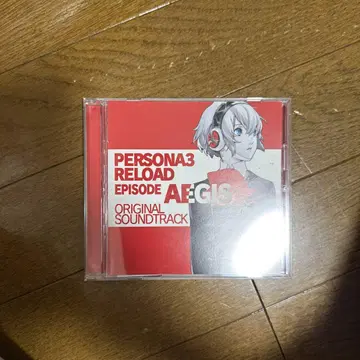 PERSONA3
RELOAD
EPISODE AEGIS
ORIGINAL
SOUNDTRACK